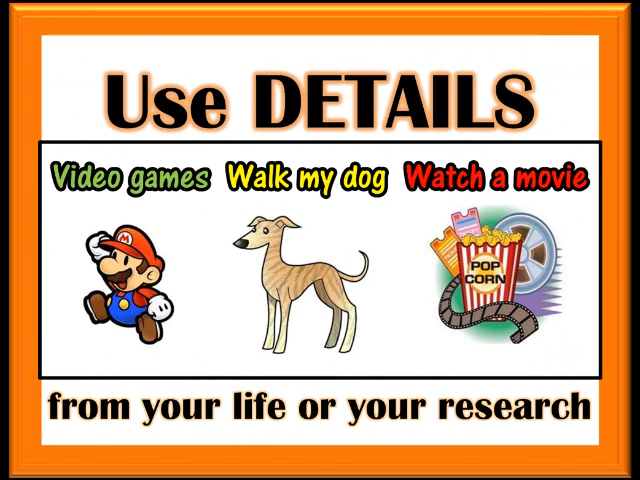 Use DETAILS
Video games Walk my dog Watch a movie
M
POP
CORN
from your life or your research